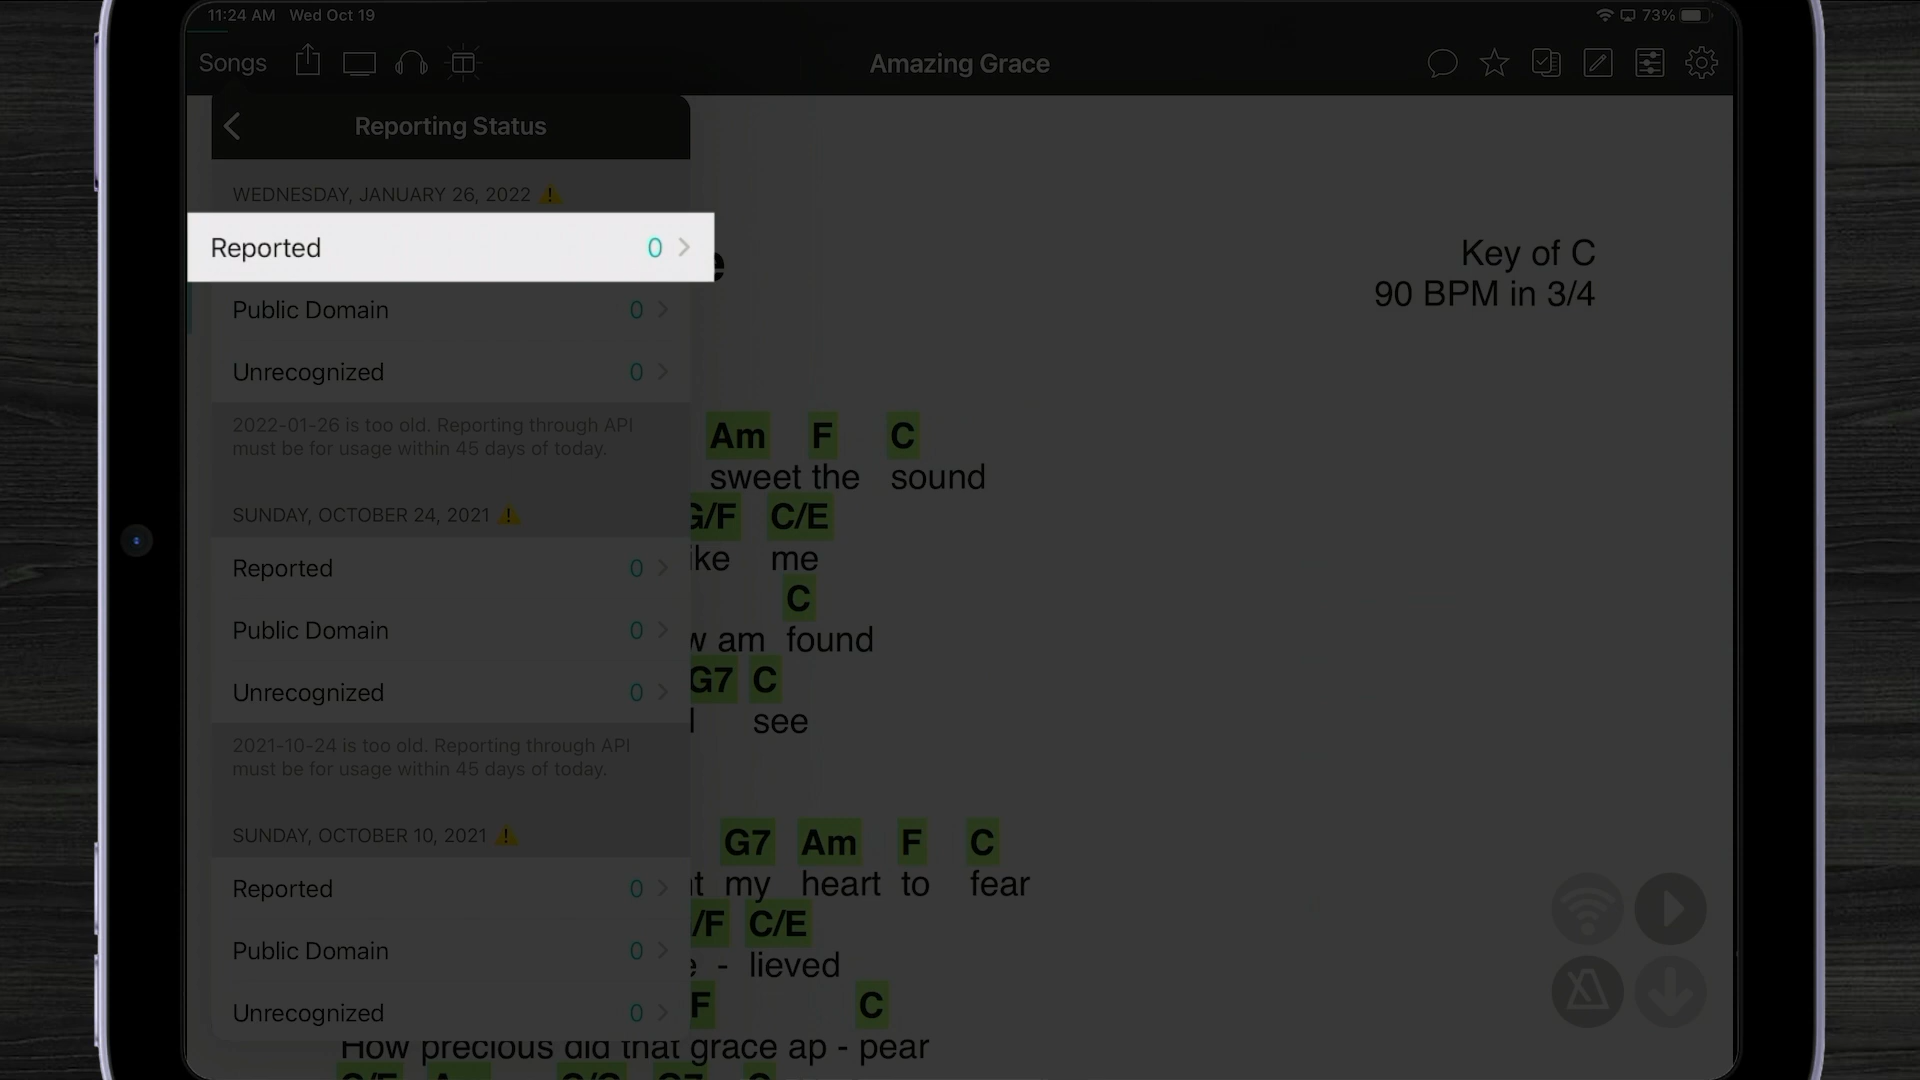 11:24 AM Wed Oct 19
73%
Songs
Amazing Grace
Reporting Status
WEDNESDAY, JANUARY 26, 2022
Reported 0
Public Domain 0
Unrecognized 0
2022-01-26 is too old. Reporting through API
must be for usage within 45 days of today.
SUNDAY, OCTOBER 24, 2021
Reported 0
Public Domain 0
Unrecognized 0
2021-10-24 is too old. Reporting through API
must be for usage within 45 days of today.
SUNDAY, OCTOBER 10, 2021
Reported 0
Public Domain 0
Unrecognized 0
Key of C
90 BPM in 3/4
Am F C
sweet the sound
G/F C/E
me
C
am found
G7 C
see
G7 Am F C
my heart to fear
/F C/E
- lieved
F C
How precious did that grace ap - pear